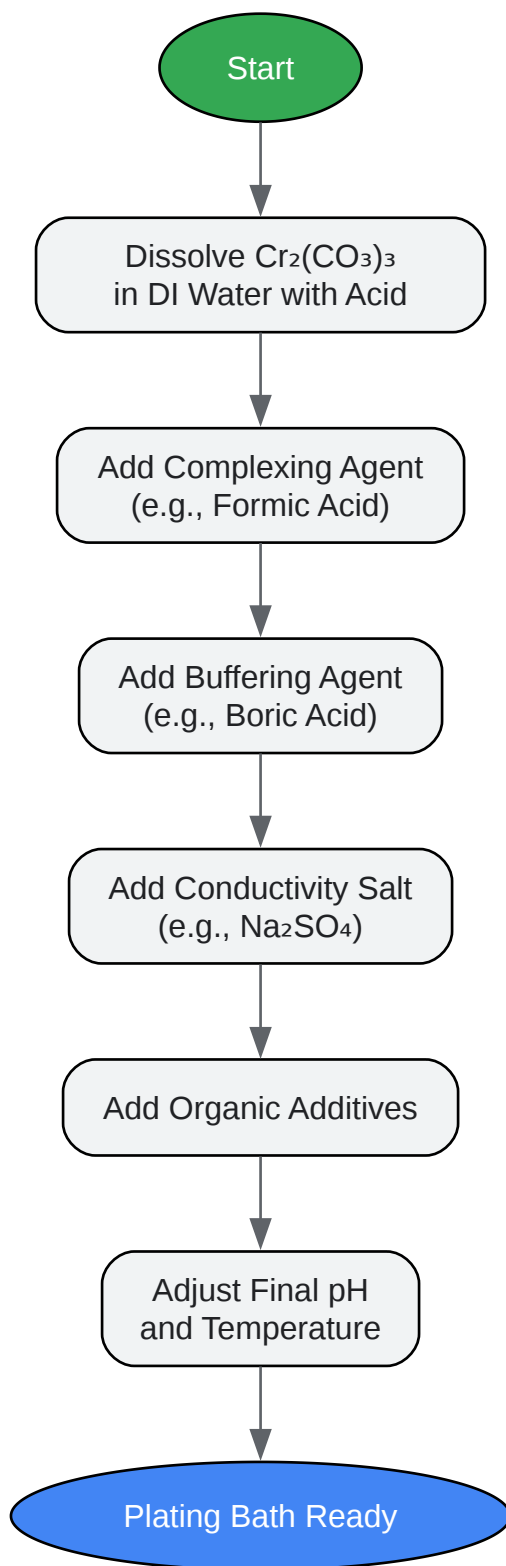 Start
Dissolve Cr₂(CO₃)₃
in DI Water with Acid
Add Complexing Agent
(e.g., Formic Acid)
Add Buffering Agent
(e.g., Boric Acid)
Add Conductivity Salt
(e.g., Na₂SO₄)
Add Organic Additives
Adjust Final pH
and Temperature
Plating Bath Ready